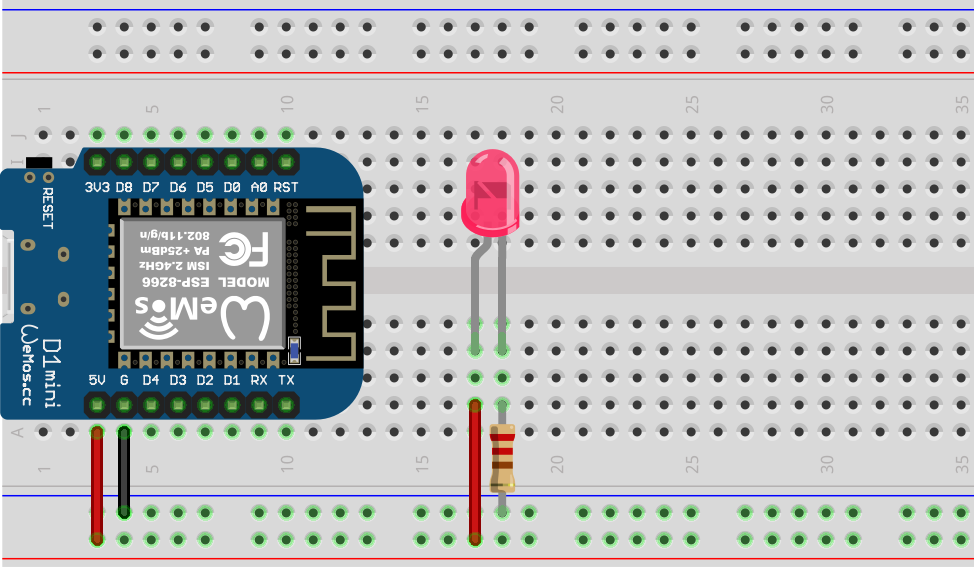 1 5 10 15 20 25 30 35
J
I
3V3 D8 D7 D6 D5 D0 A0 RST
RESET
802.11b/g/n
PA +25dBm
ISM 2.4GHz
ESP-8266
MODEL
FC
WeMos
D1 mini
WeMos.cc
5V G D4 D3 D2 D1 RX TX
A
1 5 10 15 20 25 30 35